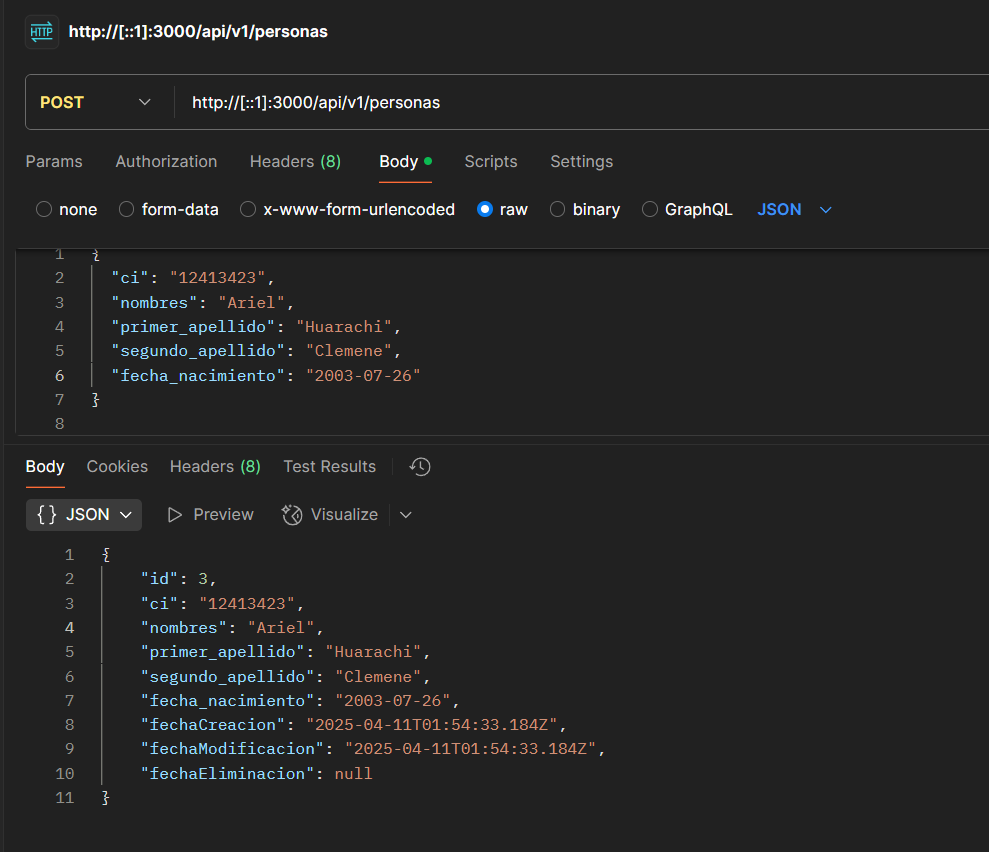 HTTP http://[::1]:3000/api/v1/personas
POST http://[::1]:3000/api/v1/personas
Params Authorization Headers (8) Body Scripts Settings
none form-data x-www-form-urlencoded raw binary GraphQL JSON
1 {
2 "ci": "12413423",
3 "nombres": "Ariel",
4 "primer_apellido": "Huarachi",
5 "segundo_apellido": "Clemene",
6 "fecha_nacimiento": "2003-07-26"
7 }
8
Body Cookies Headers (8) Test Results
{} JSON Preview Visualize
1 {
2 "id": 3,
3 "ci": "12413423",
4 "nombres": "Ariel",
5 "primer_apellido": "Huarachi",
6 "segundo_apellido": "Clemene",
7 "fecha_nacimiento": "2003-07-26",
8 "fechaCreacion": "2025-04-11T01:54:33.184Z",
9 "fechaModificacion": "2025-04-11T01:54:33.184Z",
10 "fechaEliminacion": null
11 }